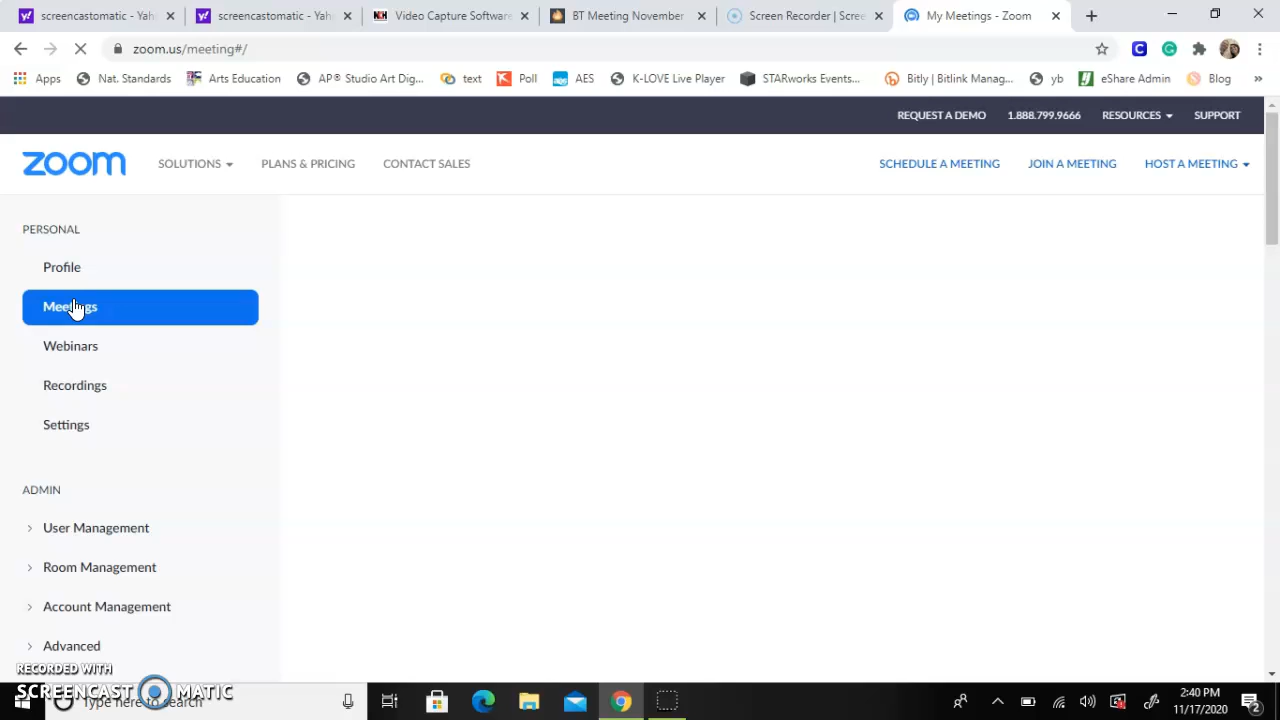 screencastomatic - Yah
screencastomatic - Yah
Video Capture Software
BT Meeting November
Screen Recorder | Scree
My Meetings - Zoom
zoom.us/meeting#/
Apps
Nat. Standards
Arts Education
AP® Studio Art Dig...
text
Poll
AES
K-LOVE Live Player
STARworks Events...
Bitly | Bitlink Manag...
yb
eShare Admin
Blog
»
REQUEST A DEMO
1.888.799.9666
RESOURCES
SUPPORT
zoom
SOLUTIONS
PLANS & PRICING
CONTACT SALES
SCHEDULE A MEETING
JOIN A MEETING
HOST A MEETING
PERSONAL
Profile
Meetings
Webinars
Recordings
Settings
ADMIN
User Management
Room Management
Account Management
Advanced
RECORDED WITH
SCREENCAST MATIC
Type here to search
2:40 PM
11/17/2020
2